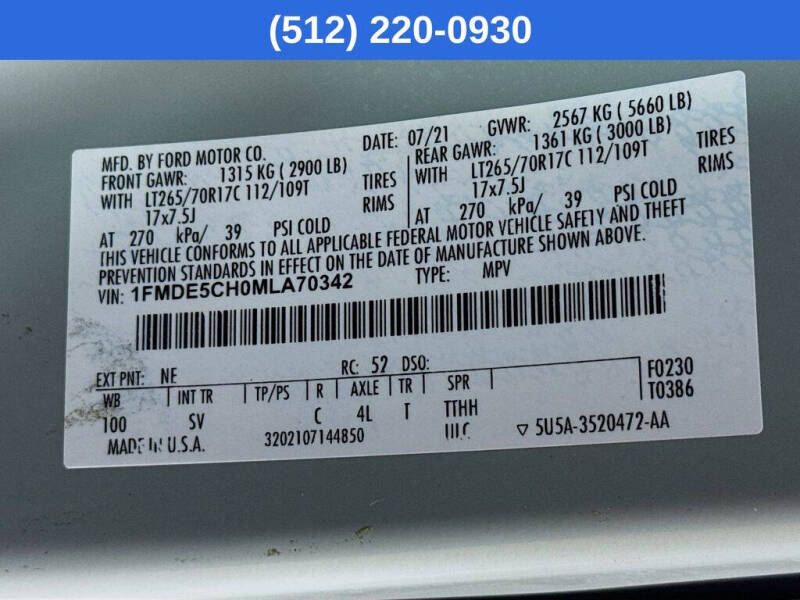 (512) 220-0930
MFD. BY FORD MOTOR CO. DATE: 07/21 GVWR: 2567 KG ( 5660 LB)
FRONT GAWR: 1315 KG ( 2900 LB) REAR GAWR: 1361 KG ( 3000 LB)
WITH LT265/70R17C 112/109T TIRES WITH LT265/70R17C 112/109T TIRES
17x7.5J RIMS 17x7.5J RIMS
AT 270 kPa/ 39 PSI COLD AT 270 kPa/ 39 PSI COLD
THIS VEHICLE CONFORMS TO ALL APPLICABLE FEDERAL MOTOR VEHICLE SAFETY AND THEFT
PREVENTION STANDARDS IN EFFECT ON THE DATE OF MANUFACTURE SHOWN ABOVE.
VIN: 1FMDE5CH0MLA70342 TYPE: MPV
EXT PNT: NE RC: 52 DSO: F0230
WB INT TR TP/PS R AXLE TR SPR T0386
100 SV C 4L T TTHH
MADE IN U.S.A. 3202107144850 ▽ 5U5A-3520472-AA